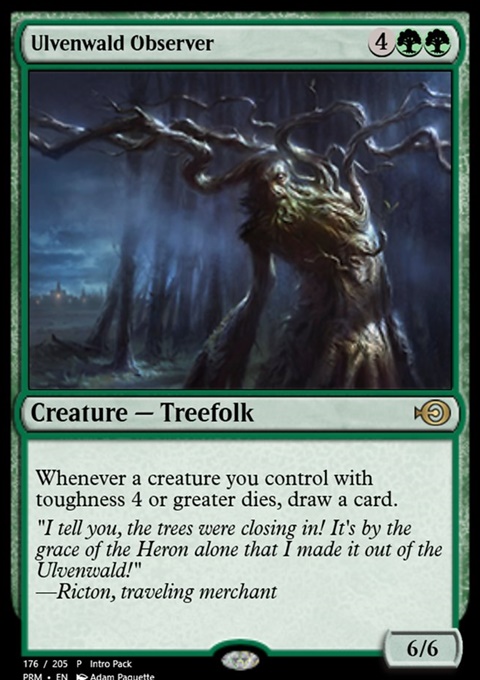 Ulvenwald Observer 4
Creature — Treefolk
Whenever a creature you control with
toughness 4 or greater dies, draw a card.
"I tell you, the trees were closing in! It's by the
grace of the Heron alone that I made it out of the
Ulvenwald!"
—Ricton, traveling merchant
6/6
176 / 205 P Intro Pack
PRM • EN Adam Paquette